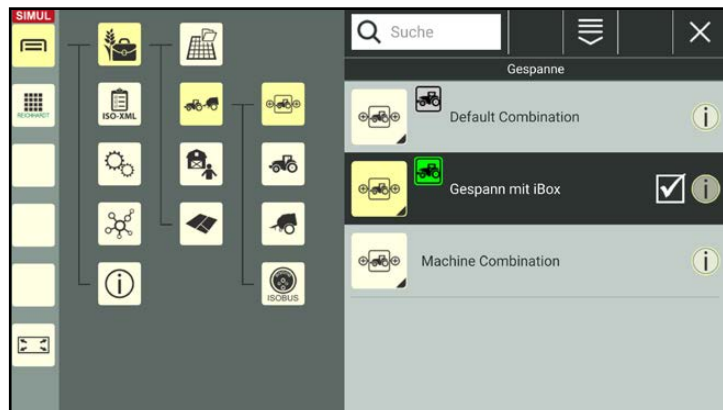 SIMUL
Suche
Gespanne
REICHHARDT
ISO-XML
Default Combination
Gespann mit iBox
Machine Combination
ISOBUS